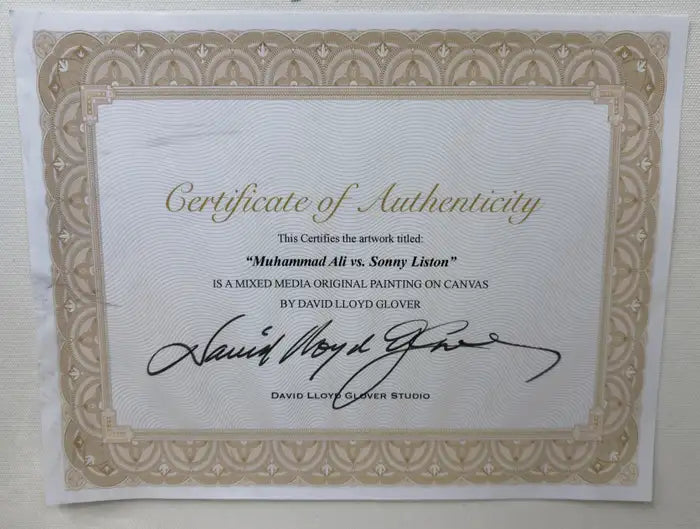 Certificate of Authenticity
This Certifies the artwork titled:
“Muhammad Ali vs. Sonny Liston”
IS A MIXED MEDIA ORIGINAL PAINTING ON CANVAS
BY DAVID LLOYD GLOVER
David Lloyd Glover
DAVID LLOYD GLOVER STUDIO